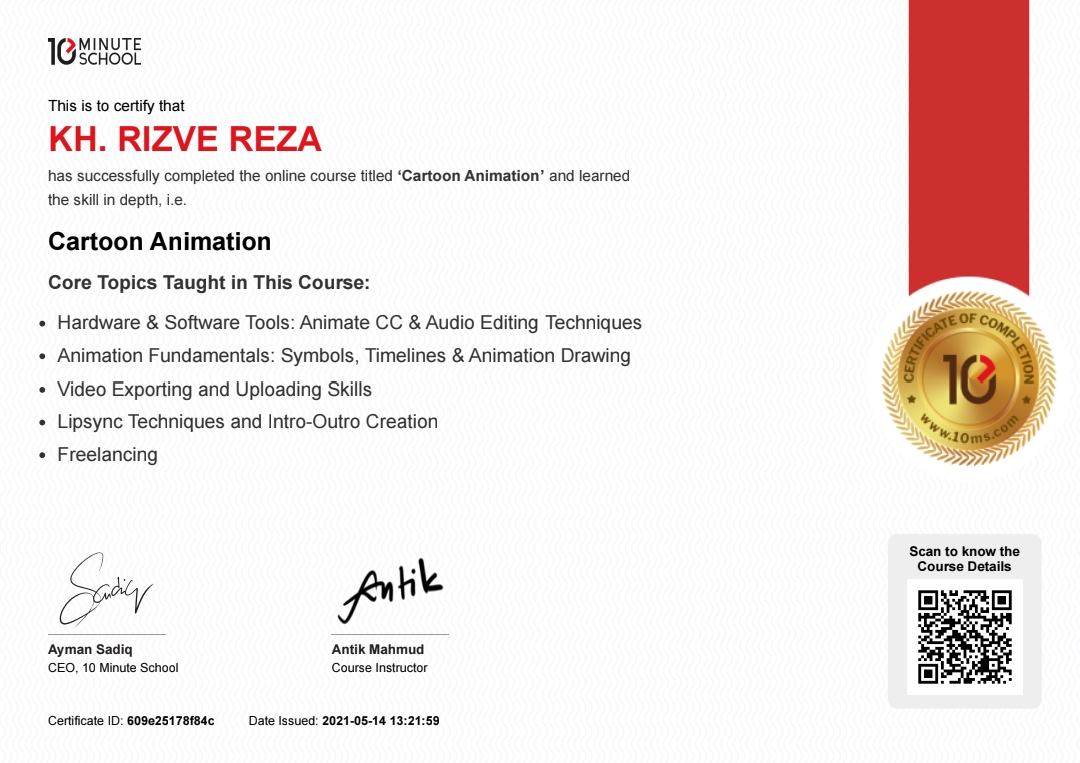 10 MINUTE SCHOOL
This is to certify that
KH. RIZVE REZA
has successfully completed the online course titled ‘Cartoon Animation’ and learned
the skill in depth, i.e.
Cartoon Animation
Core Topics Taught in This Course:
• Hardware & Software Tools: Animate CC & Audio Editing Techniques
• Animation Fundamentals: Symbols, Timelines & Animation Drawing
• Video Exporting and Uploading Skills
• Lipsync Techniques and Intro-Outro Creation
• Freelancing
CERTIFICATE OF COMPLETION
10
www.10ms.com
Sadiq
Antik
Ayman Sadiq
CEO, 10 Minute School
Antik Mahmud
Course Instructor
Scan to know the
Course Details
Certificate ID: 609e25178f84c
Date Issued: 2021-05-14 13:21:59